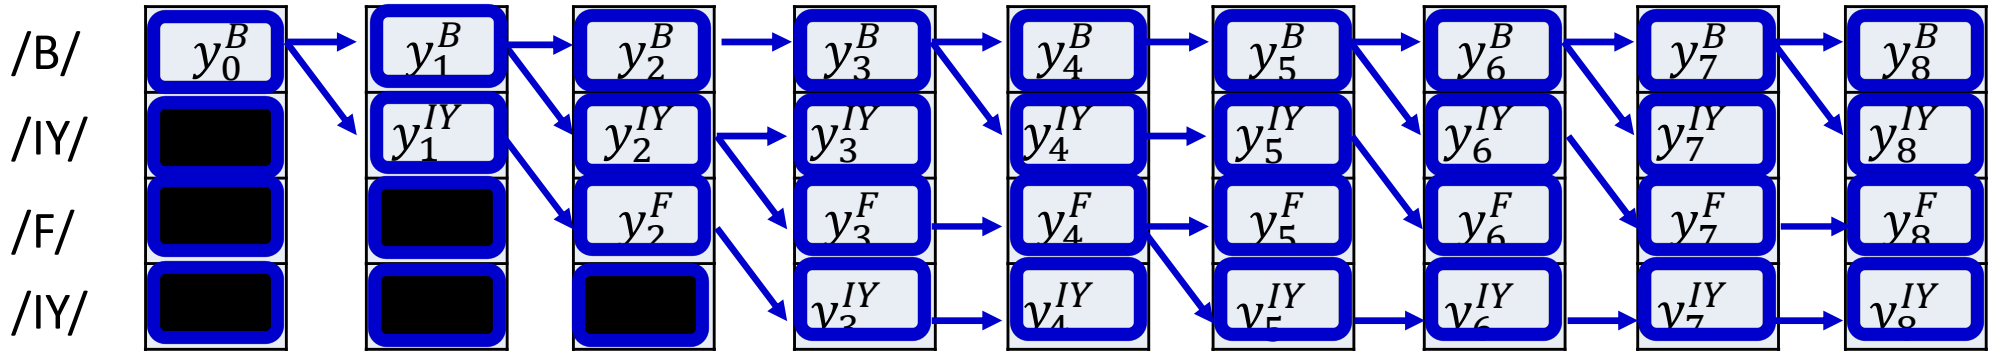 /B/ y_0^B y_1^B y_2^B y_3^B y_4^B y_5^B y_6^B y_7^B y_8^B
/IY/ y_1^{IY} y_2^{IY} y_3^{IY} y_4^{IY} y_5^{IY} y_6^{IY} y_7^{IY} y_8^{IY}
/F/ y_2^F y_3^F y_4^F y_5^F y_6^F y_7^F y_8^F
/IY/ y_3^{IY} y_4^{IY} y_5^{IY} y_6^{IY} y_7^{IY} y_8^{IY}